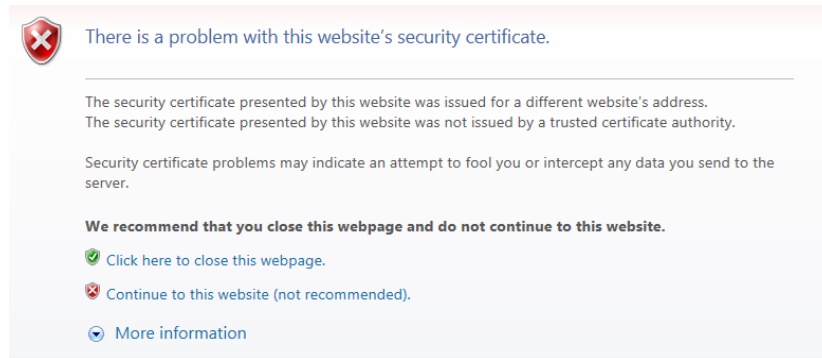 There is a problem with this website's security certificate.
The security certificate presented by this website was issued for a different website's address.
The security certificate presented by this website was not issued by a trusted certificate authority.
Security certificate problems may indicate an attempt to fool you or intercept any data you send to the
server.
We recommend that you close this webpage and do not continue to this website.
Click here to close this webpage.
Continue to this website (not recommended).
More information